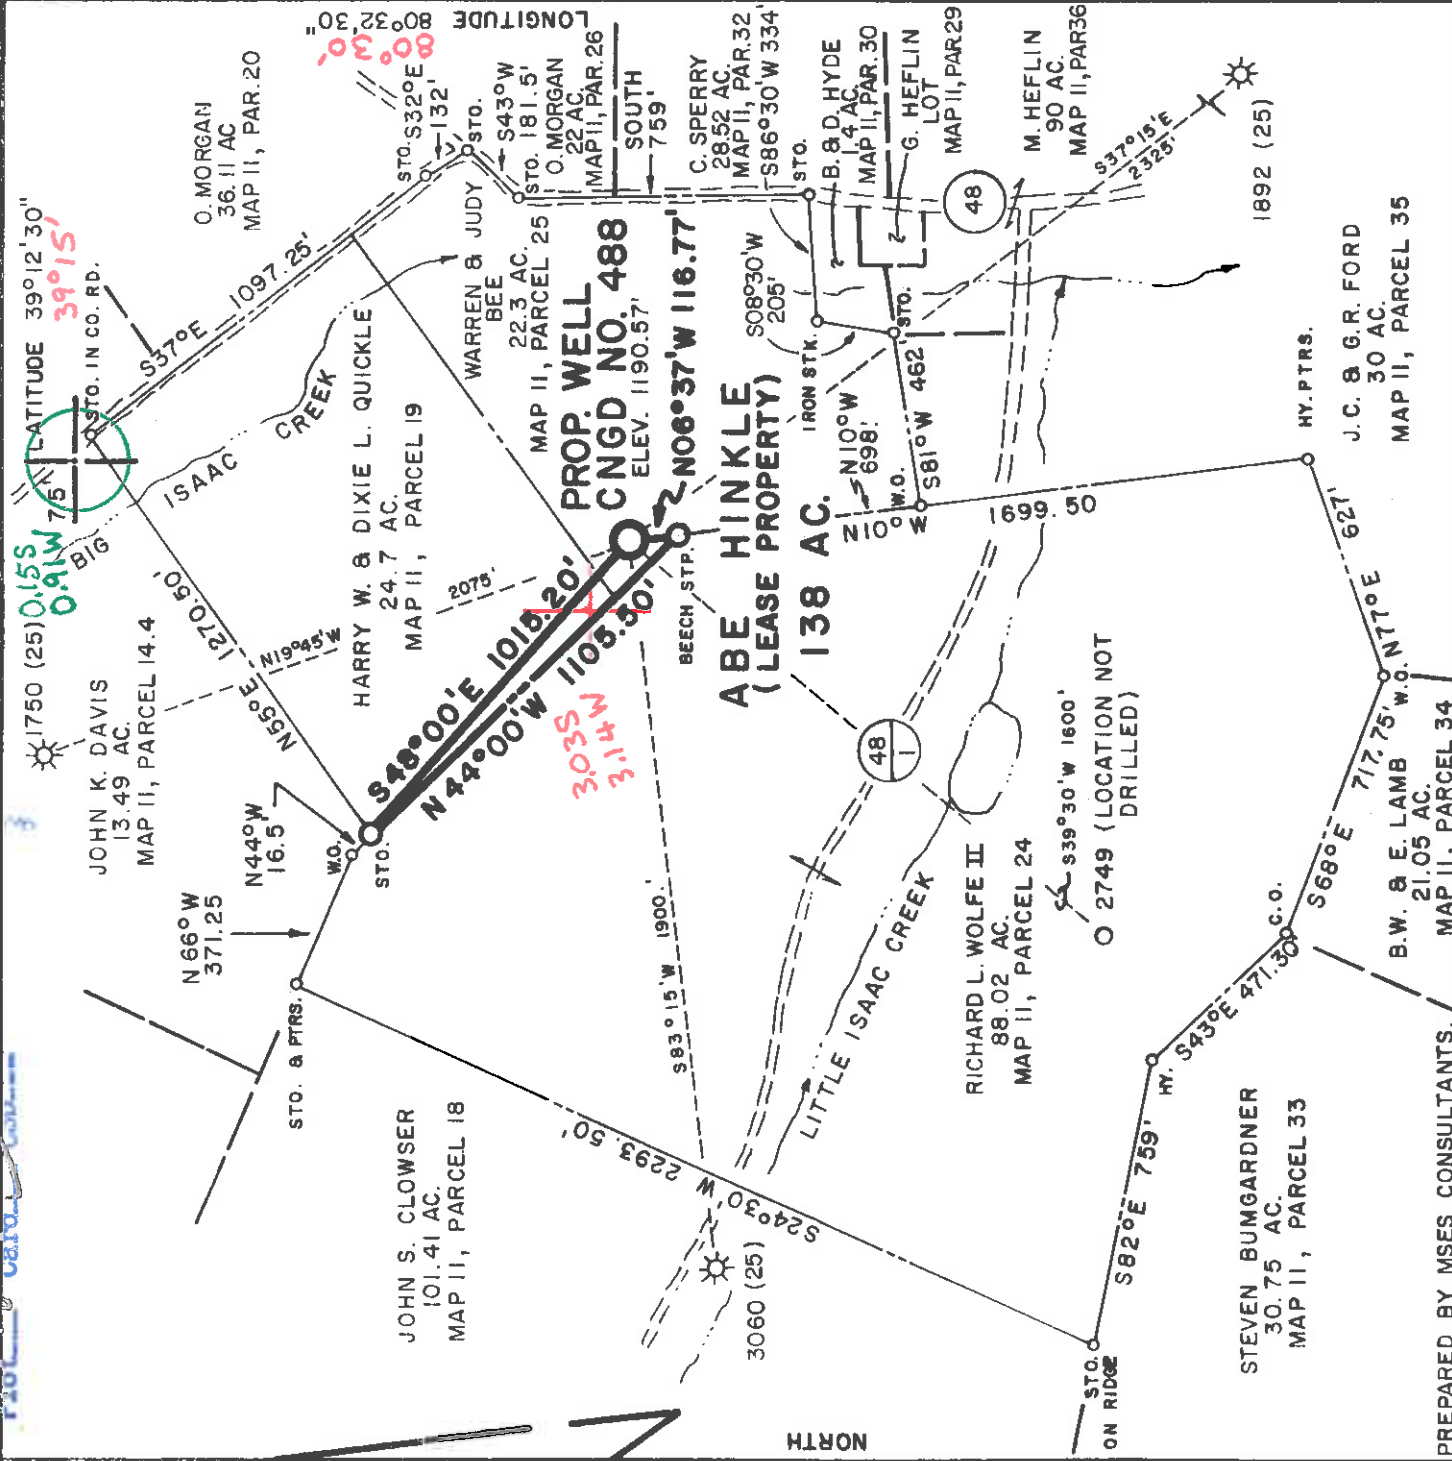 LATITUDE 39°12'30"
39°15'
LONGITUDE
80°32'30"
80°30'
75
0.15S
0.91W
1750 (25)
STO. IN CO. RD.
S37°E
1097.25'
O. MORGAN
36.11 AC
MAP 11, PAR. 20
STO. S32°E
132'
STO.
S43°W
181.5'
STO.
O. MORGAN
22 AC.
MAP 11, PAR. 26
SOUTH
759'
C. SPERRY
28.52 AC.
MAP 11, PAR. 32
S86°30'W 334'
STO.
B. & D. HYDE
1.4 AC.
MAP 11, PAR. 30
G. HEFLIN
LOT
MAP 11, PAR 29
M. HEFLIN
90 AC.
MAP 11, PAR 36
48
S37°15'E
2325'
1892 (25)
BIG
ISAAC
CREEK
JOHN K. DAVIS
13.49 AC.
MAP 11, PARCEL 14.4
1270.50'
N55°E
N19°45'W
2075'
HARRY W. & DIXIE L. QUICKLE
24.7 AC.
MAP 11, PARCEL 19
WARREN & JUDY
BEE
22.3 AC.
MAP 11, PARCEL 25
PROP. WELL
CNGD NO. 488
ELEV. 1190.57'
N06°37'W 116.77'
S48°00'E 1015.20'
N44°00'W 1105.50'
3.03S
3.14W
BEECH STP.
ABE HINKLE
(LEASE PROPERTY)
138 AC.
S08°30'W
205'
IRON STK.
STO.
N10°W
698'
W.O.
S81°W 462
N10°W
1699.50
HY. PTRS.
J.C. & G.R. FORD
30 AC.
MAP 11, PARCEL 35
627'
N77°E
W.O.
N44°W
16.5'
W.O.
STO.
N66°W
371.25
STO. & PTRS.
JOHN S. CLOWSER
101.41 AC.
MAP 11, PARCEL 18
2293.50'
S24°30'W
S83°15'W 1900'
3060 (25)
LITTLE ISAAC CREEK
48
1
RICHARD L. WOLFE II
88.02 AC.
MAP 11, PARCEL 24
S39°30'W 1600'
2749 (LOCATION NOT
DRILLED)
S68°E 717.75'
C.O.
B.W. & E. LAMB
21.05 AC.
MAP 11, PARCEL 34
S43°E 471.30'
HY.
S82°E 759'
STEVEN BUMGARDNER
30.75 AC.
MAP 11, PARCEL 33
STO.
ON RIDGE
NORTH
PREPARED BY MSES CONSULTANTS,